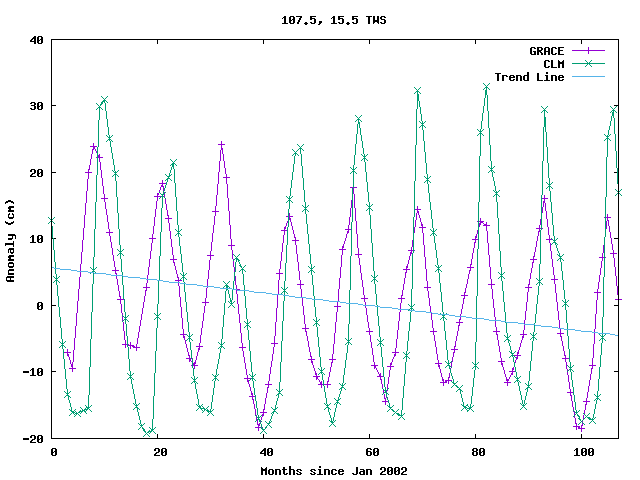 107.5, 15.5 TWS
GRACE
CLM
Trend Line
Anomaly (cm)
40
30
20
10
0
-10
-20
0 20 40 60 80 100
Months since Jan 2002